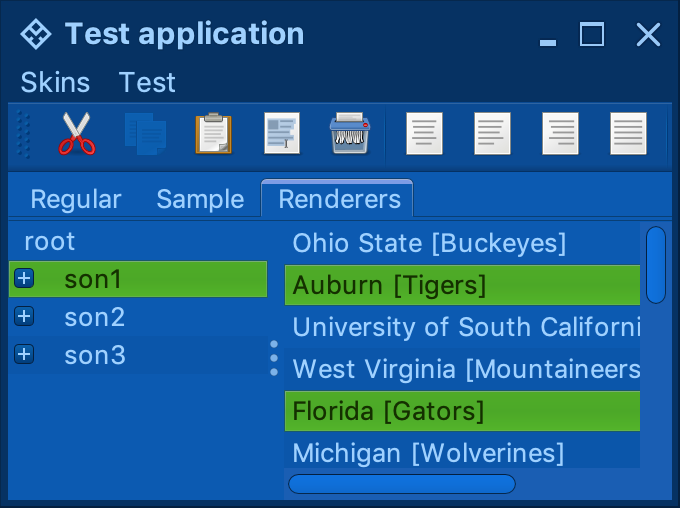 Test application
Skins Test
Regular Sample Renderers
root
son1
son2
son3
Ohio State [Buckeyes]
Auburn [Tigers]
University of South Californi
West Virginia [Mountaineers
Florida [Gators]
Michigan [Wolverines]